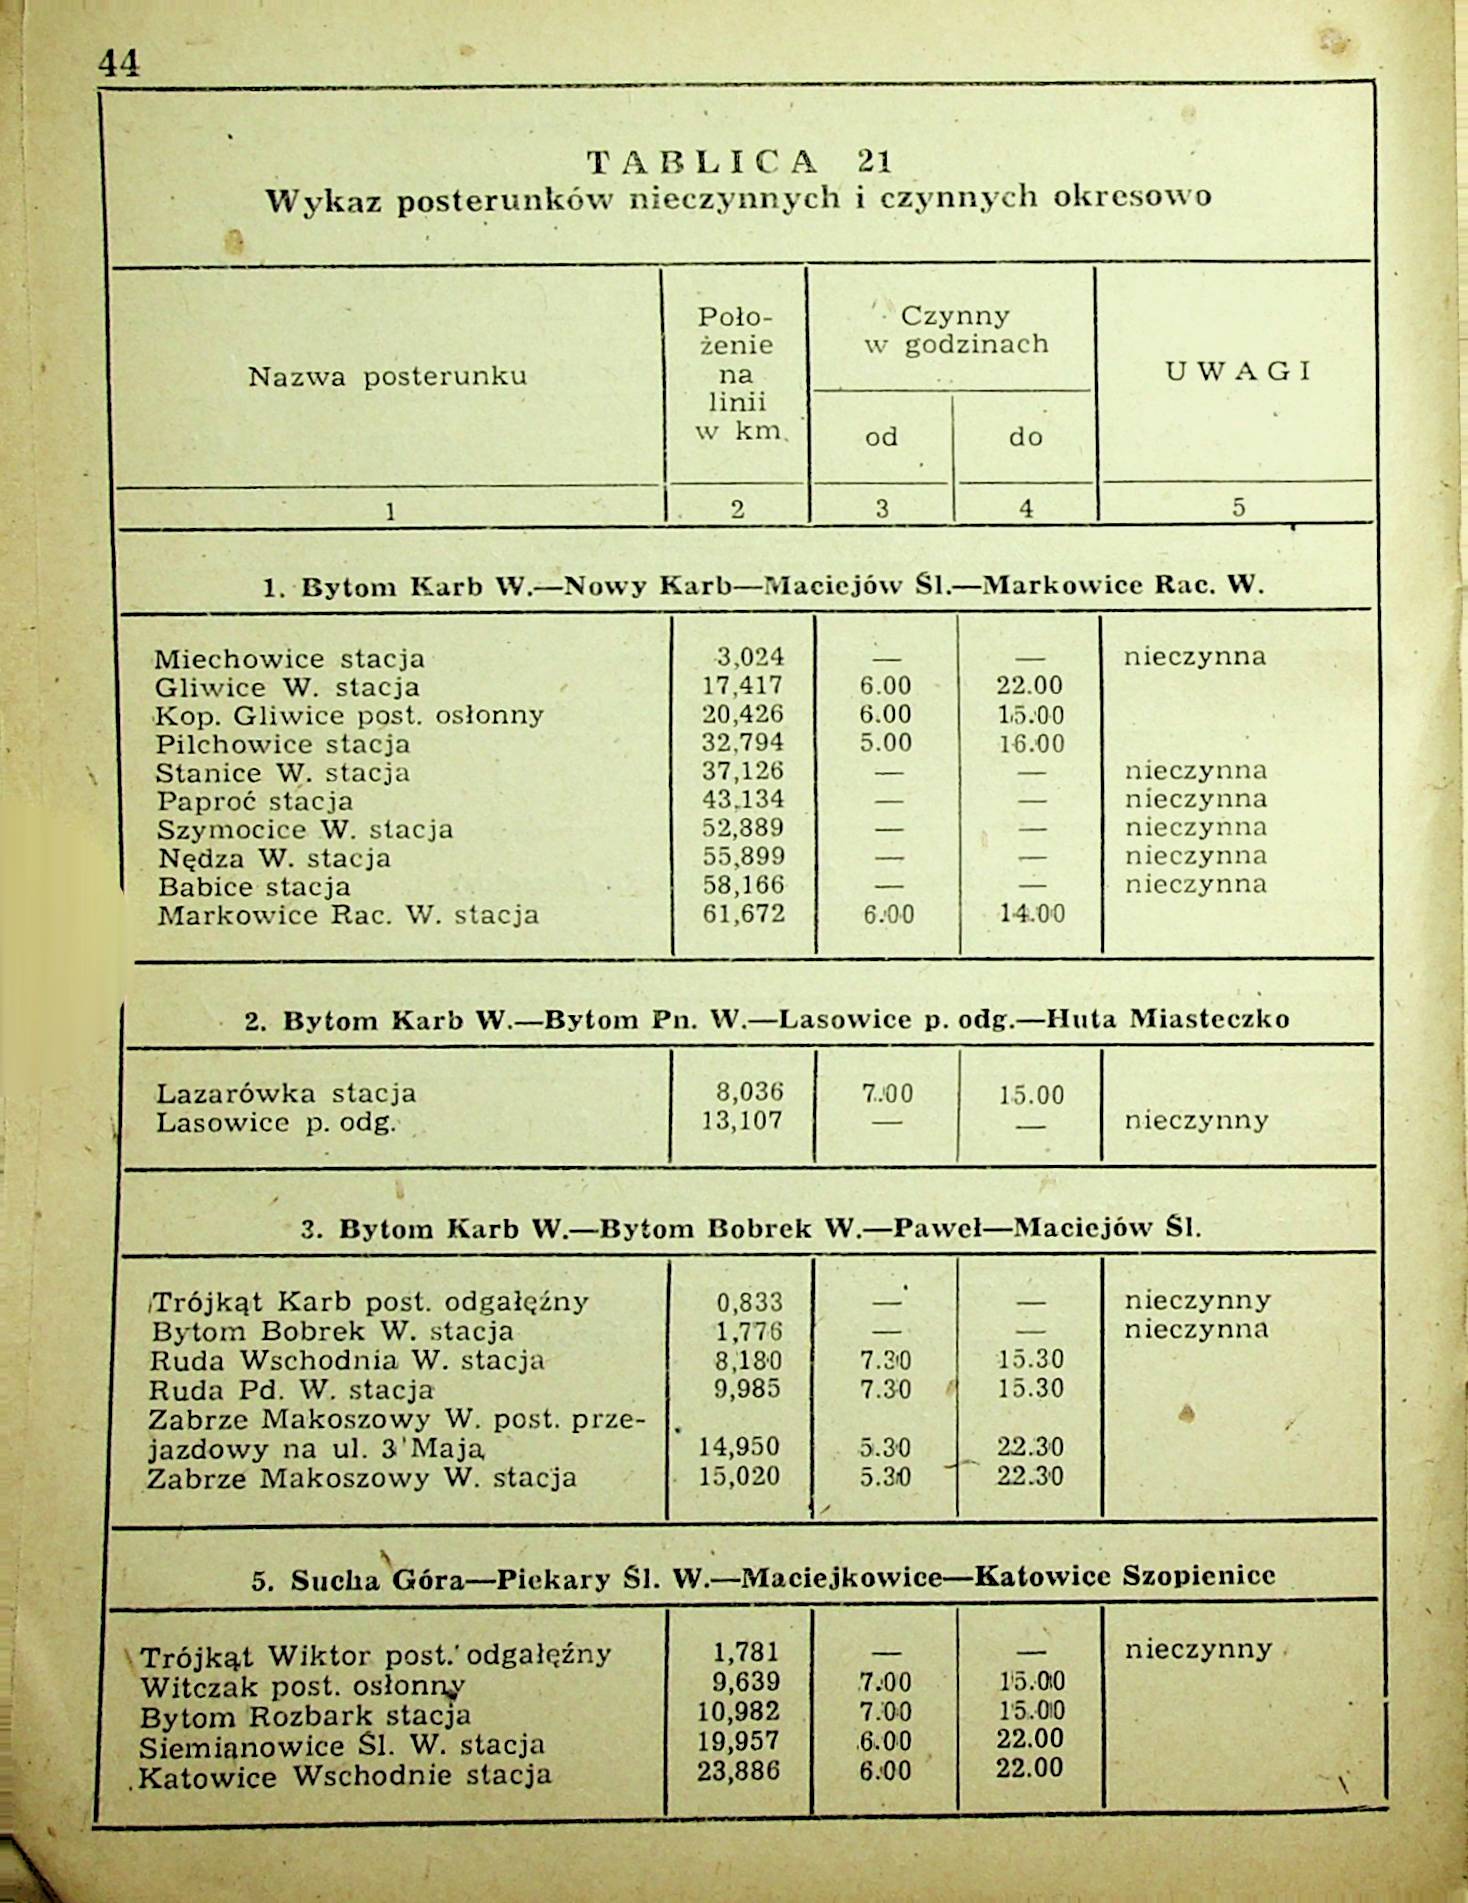 44
TABLICA 21
Wykaz posterunków nieczynnych i czynnych okresowo
Nazwa posterunku
Poło-
żenie
na
linii
w km.
Czynny
w godzinach
od do
UWAGI
1 2 3 4 5
1. Bytom Karb W.—Nowy Karb—Maciejów Śl.—Markowice Rac. W.
Miechowice stacja 3,024 — — nieczynna
Gliwice W. stacja 17,417 6.00 22.00
Kop. Gliwice post. osłonny 20,426 6.00 15.00
Pilchowice stacja 32,794 5.00 16.00
Stanice W. stacja 37,126 — — nieczynna
Paproć stacja 43,134 — — nieczynna
Szymocice W. stacja 52,889 — — nieczynna
Nędza W. stacja 55,899 — — nieczynna
Babice stacja 58,166 — — nieczynna
Markowice Rac. W. stacja 61,672 6.00 14.00
2. Bytom Karb W.—Bytom Pn. W.—Lasowice p. odg.—Huta Miasteczko
Lazarówka stacja 8,036 7.00 15.00
Lasowice p. odg. 13,107 — — nieczynny
3. Bytom Karb W.—Bytom Bobrek W.—Paweł—Maciejów Śl.
Trójkąt Karb post. odgałęźny 0,833 — — nieczynny
Bytom Bobrek W. stacja 1,776 — — nieczynna
Ruda Wschodnia W. stacja 8,180 7.30 15.30
Ruda Pd. W. stacja 9,985 7.30 15.30
Zabrze Makoszowy W. post. prze-
jazdowy na ul. 3 Maja 14,950 5.30 22.30
Zabrze Makoszowy W. stacja 15,020 5.30 22.30
5. Sucha Góra—Piekary Śl. W.—Maciejkowice—Katowice Szopienice
Trójkąt Wiktor post. odgałęźny 1,781 — — nieczynny
Witczak post. osłonny 9,639 7.00 15.00
Bytom Rozbark stacja 10,982 7.00 15.00
Siemianowice Śl. W. stacja 19,957 6.00 22.00
Katowice Wschodnie stacja 23,886 6.00 22.00